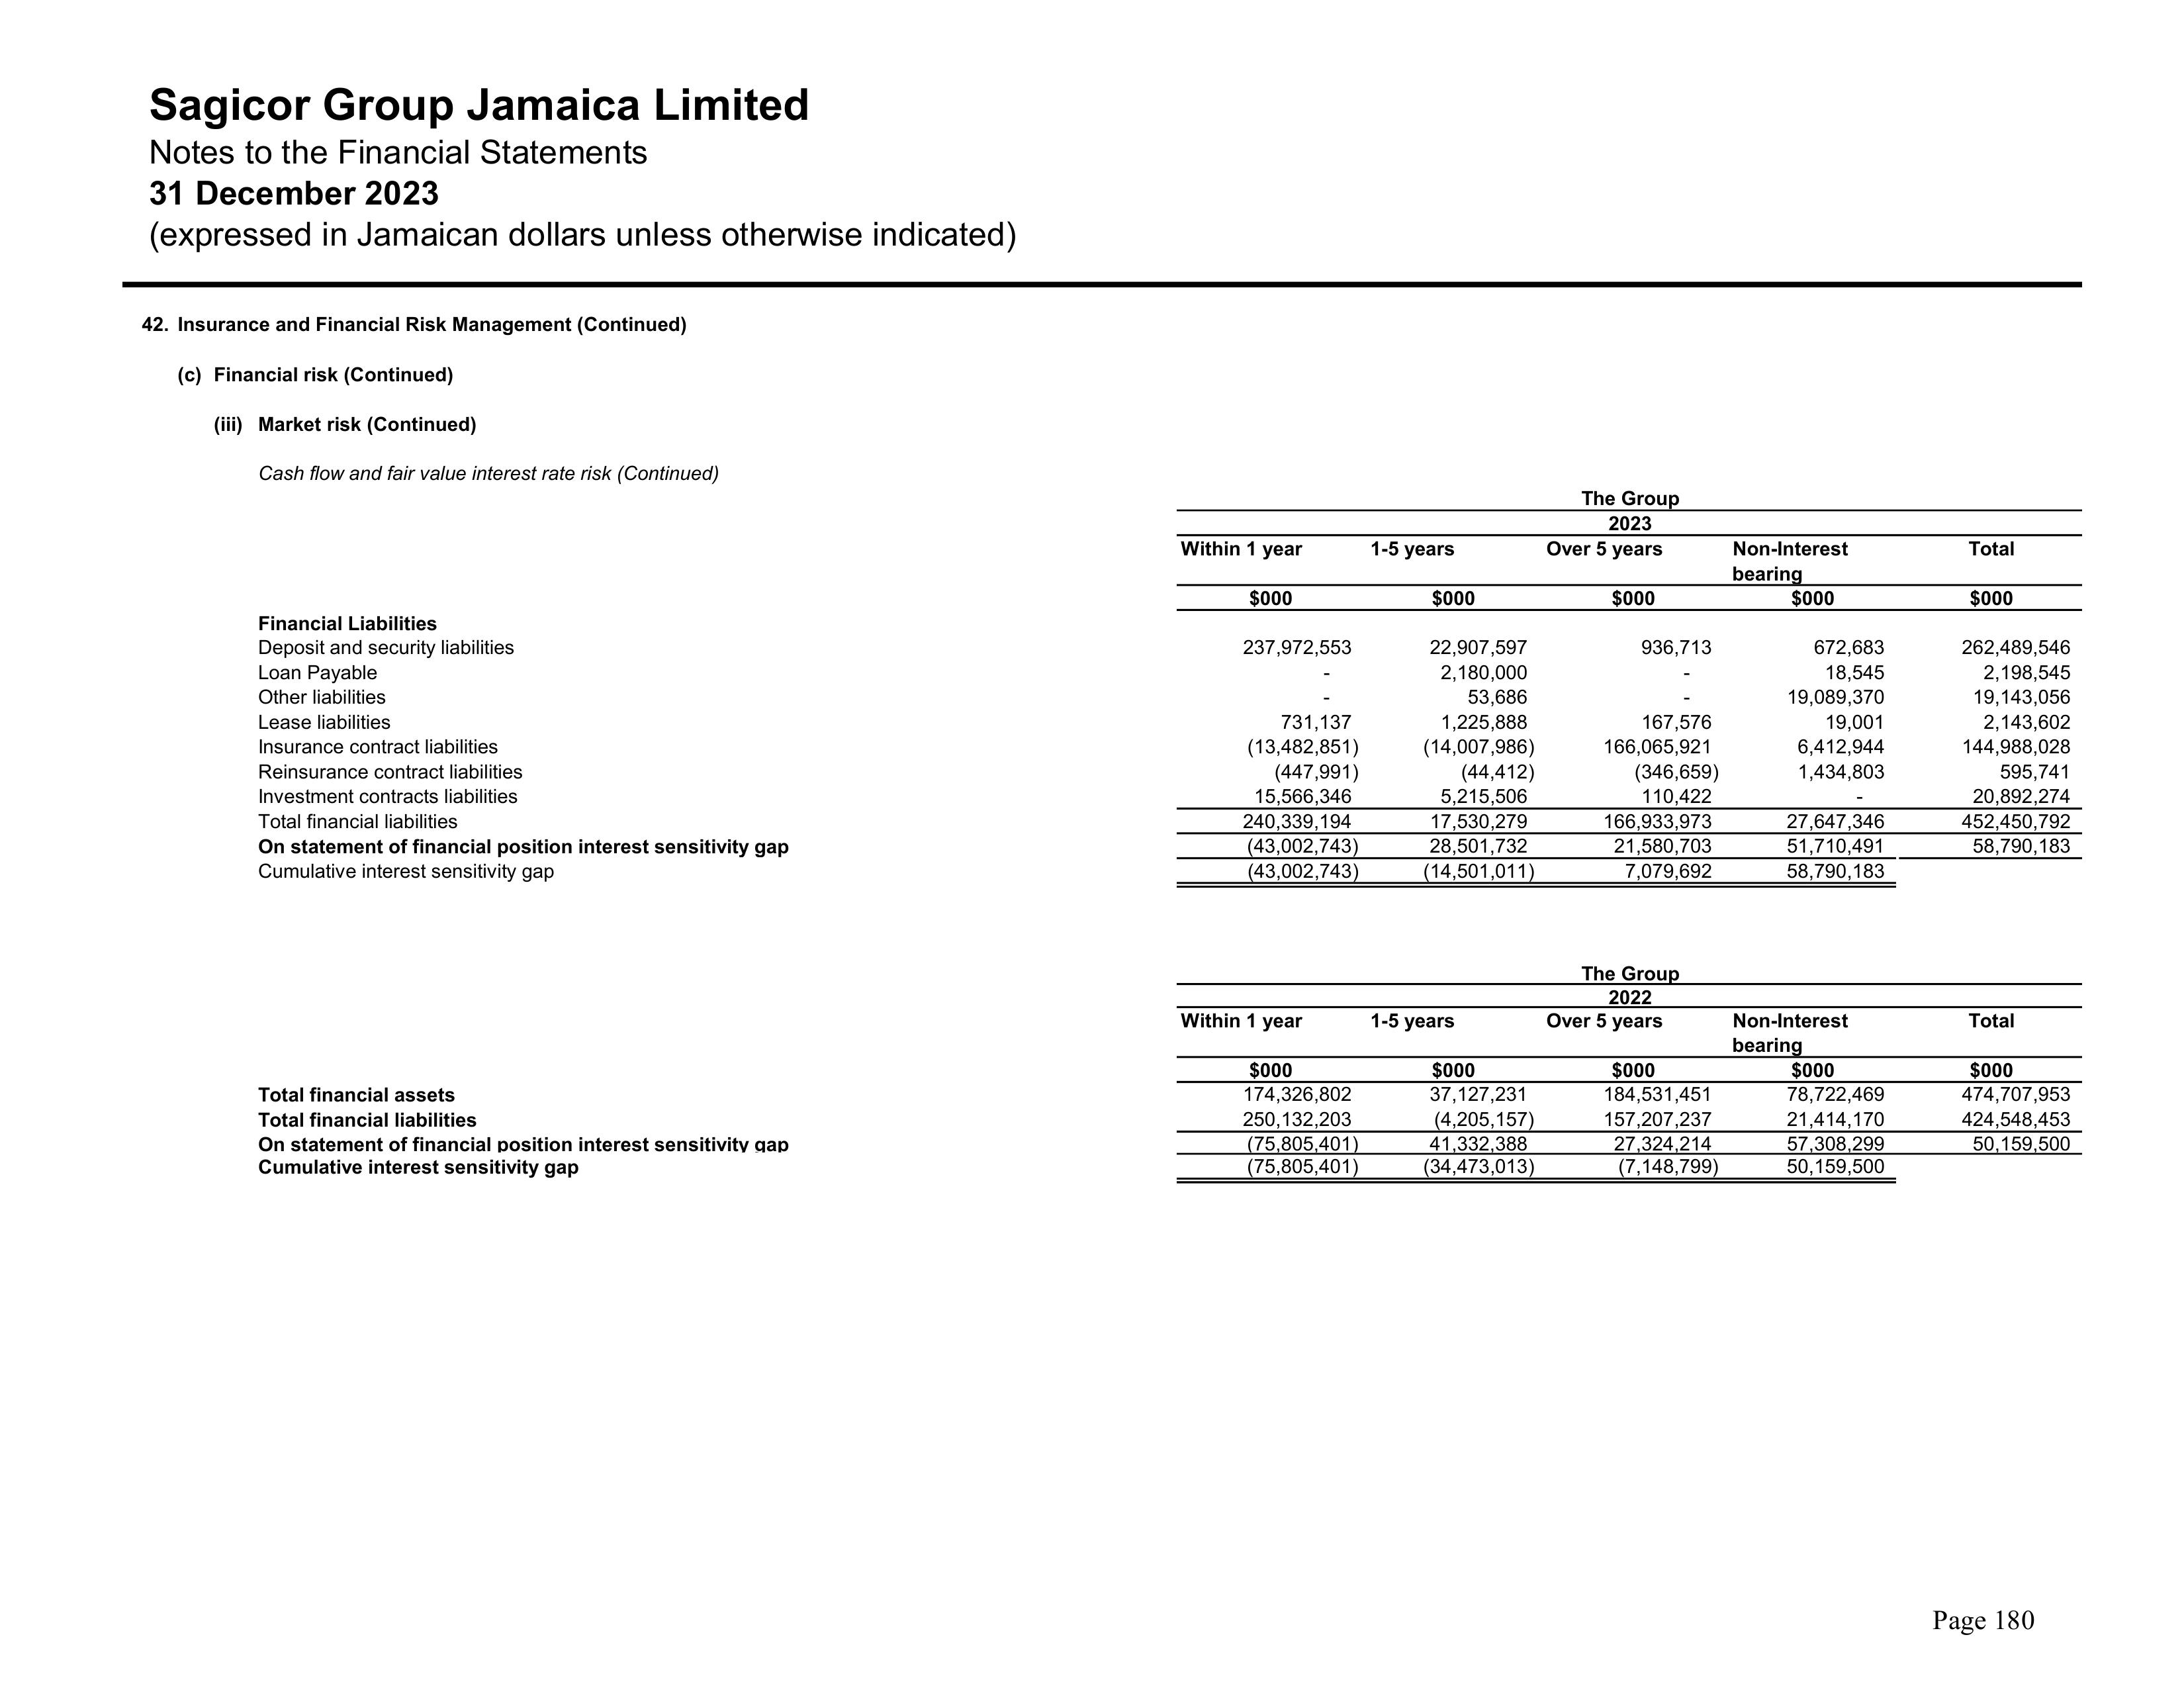 Sagicor Group Jamaica Limited
Notes to the Financial Statements
31 December 2023
(expressed in Jamaican dollars unless otherwise indicated)
42. Insurance and Financial Risk Management (Continued)
(c) Financial risk (Continued)
(iii) Market risk (Continued)
Cash flow and fair value interest rate risk (Continued)
The Group
2023
Within 1 year 1-5 years Over 5 years Non-Interest bearing Total
$000 $000 $000 $000 $000
Financial Liabilities
Deposit and security liabilities 237,972,553 22,907,597 936,713 672,683 262,489,546
Loan Payable - 2,180,000 - 18,545 2,198,545
Other liabilities - 53,686 - 19,089,370 19,143,056
Lease liabilities 731,137 1,225,888 167,576 19,001 2,143,602
Insurance contract liabilities (13,482,851) (14,007,986) 166,065,921 6,412,944 144,988,028
Reinsurance contract liabilities (447,991) (44,412) (346,659) 1,434,803 595,741
Investment contracts liabilities 15,566,346 5,215,506 110,422 - 20,892,274
Total financial liabilities 240,339,194 17,530,279 166,933,973 27,647,346 452,450,792
On statement of financial position interest sensitivity gap (43,002,743) 28,501,732 21,580,703 51,710,491 58,790,183
Cumulative interest sensitivity gap (43,002,743) (14,501,011) 7,079,692 58,790,183
The Group
2022
Within 1 year 1-5 years Over 5 years Non-Interest bearing Total
$000 $000 $000 $000 $000
Total financial assets 174,326,802 37,127,231 184,531,451 78,722,469 474,707,953
Total financial liabilities 250,132,203 (4,205,157) 157,207,237 21,414,170 424,548,453
On statement of financial position interest sensitivity gap (75,805,401) 41,332,388 27,324,214 57,308,299 50,159,500
Cumulative interest sensitivity gap (75,805,401) (34,473,013) (7,148,799) 50,159,500
Page 180